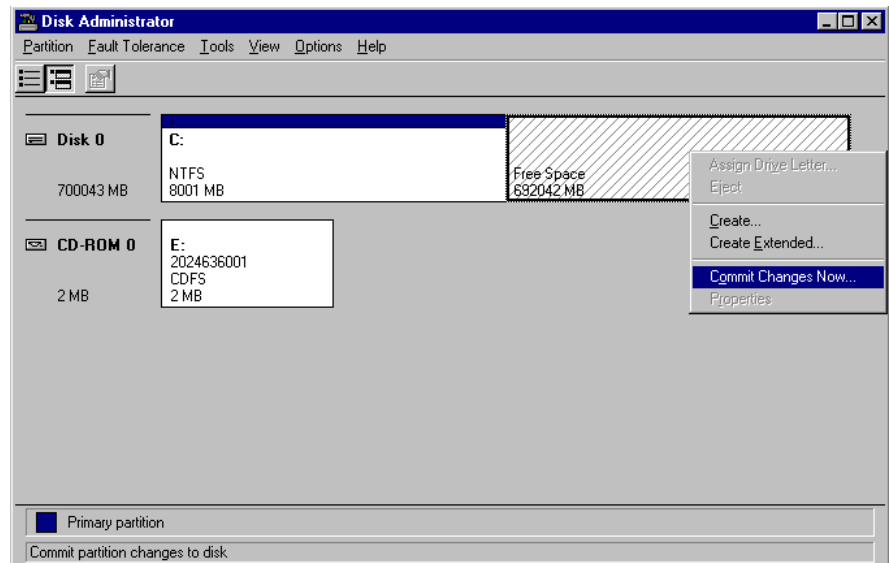 Disk Administrator
Partition Fault Tolerance Tools View Options Help
Disk 0
700043 MB
C:
NTFS
8001 MB
Free Space
692042 MB
Assign Drive Letter...
Eject
Create...
Create Extended...
Commit Changes Now...
Properties
CD-ROM 0
2 MB
E:
2024636001
CDFS
2 MB
Primary partition
Commit partition changes to disk